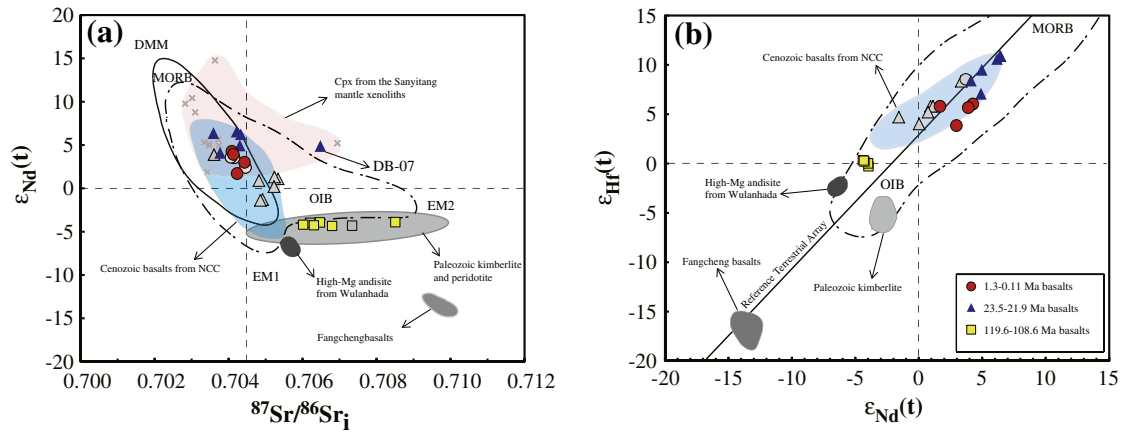 (a)
20
15
10
5
0
-5
-10
-15
-20
εNd(t)
DMM
MORB
Cpx from the Sanyitang
mantle xenoliths
DB-07
OIB
EM2
EM1
Cenozoic basalts from NCC
High-Mg andisite
from Wulanhada
Paleozoic kimberlite
and peridotite
Fangchengbasalts
0.700 0.702 0.704 0.706 0.708 0.710 0.712
87Sr/86Sri
(b)
15
10
5
0
-5
-10
-15
-20
εHf(t)
MORB
Cenozoic basalts from NCC
High-Mg andisite
from Wulanhada
OIB
Fangcheng basalts
Reference Terrestrial Array
Paleozoic kimberlite
1.3-0.11 Ma basalts
23.5-21.9 Ma basalts
119.6-108.6 Ma basalts
-20 -15 -10 -5 0 5 10 15
εNd(t)